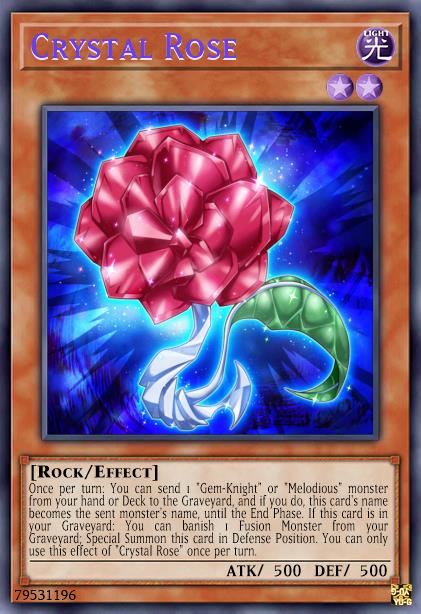 Crystal Rose
LIGHT
光
[Rock/Effect]
Once per turn: You can send 1 "Gem-Knight" or "Melodious" monster
from your hand or Deck to the Graveyard, and if you do, this card's name
becomes the sent monster's name, until the End Phase. If this card is in
your Graveyard: You can banish 1 Fusion Monster from your
Graveyard; Special Summon this card in Defense Position. You can only
use this effect of "Crystal Rose" once per turn.
ATK/ 500 DEF/ 500
79531196